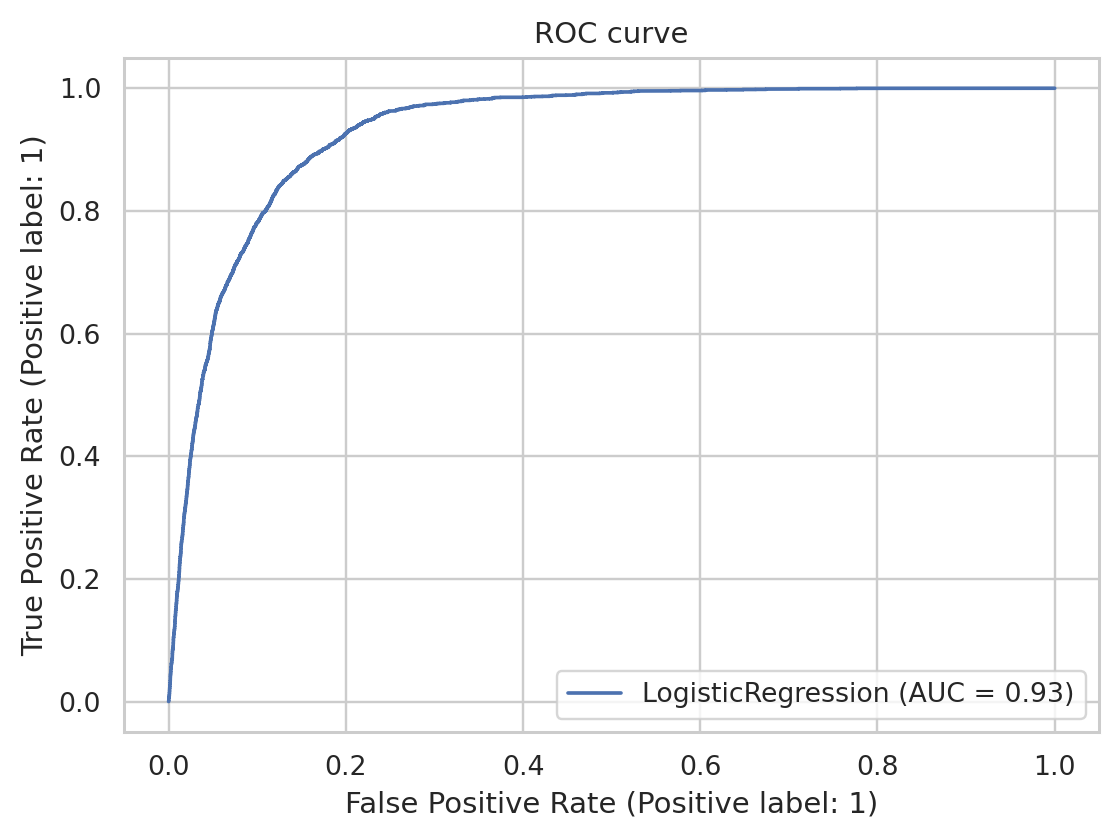 ROC curve
True Positive Rate (Positive label: 1)
1.0
0.8
0.6
0.4
0.2
0.0
LogisticRegression (AUC = 0.93)
0.0 0.2 0.4 0.6 0.8 1.0
False Positive Rate (Positive label: 1)